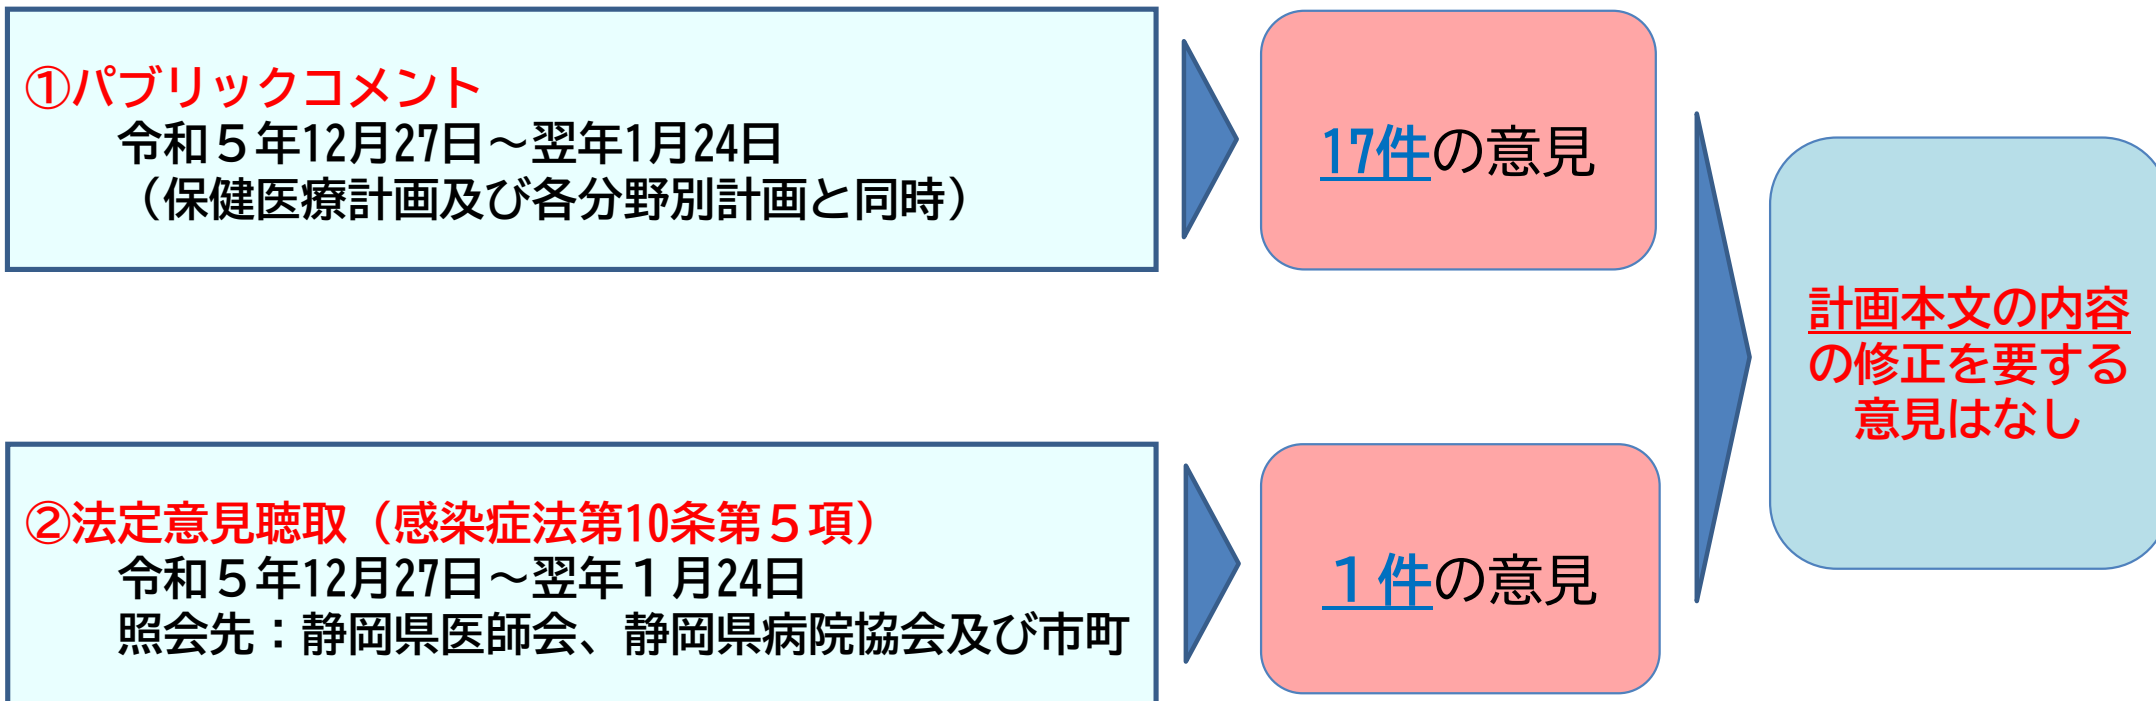 ①パブリックコメント
令和５年12月27日～翌年1月24日
（保健医療計画及び各分野別計画と同時）
17件の意見
②法定意見聴取（感染症法第10条第５項）
令和５年12月27日～翌年１月24日
照会先：静岡県医師会、静岡県病院協会及び市町
１件の意見
計画本文の内容
の修正を要する
意見はなし